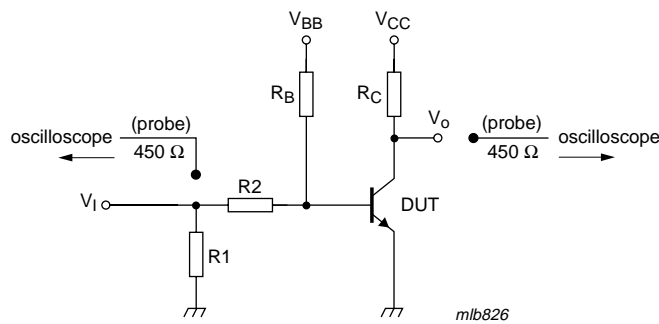 VBB
VCC
RB
RC
(probe)
oscilloscope
450 Ω
Vo
(probe)
oscilloscope
450 Ω
R2
VI
DUT
R1
mlb826